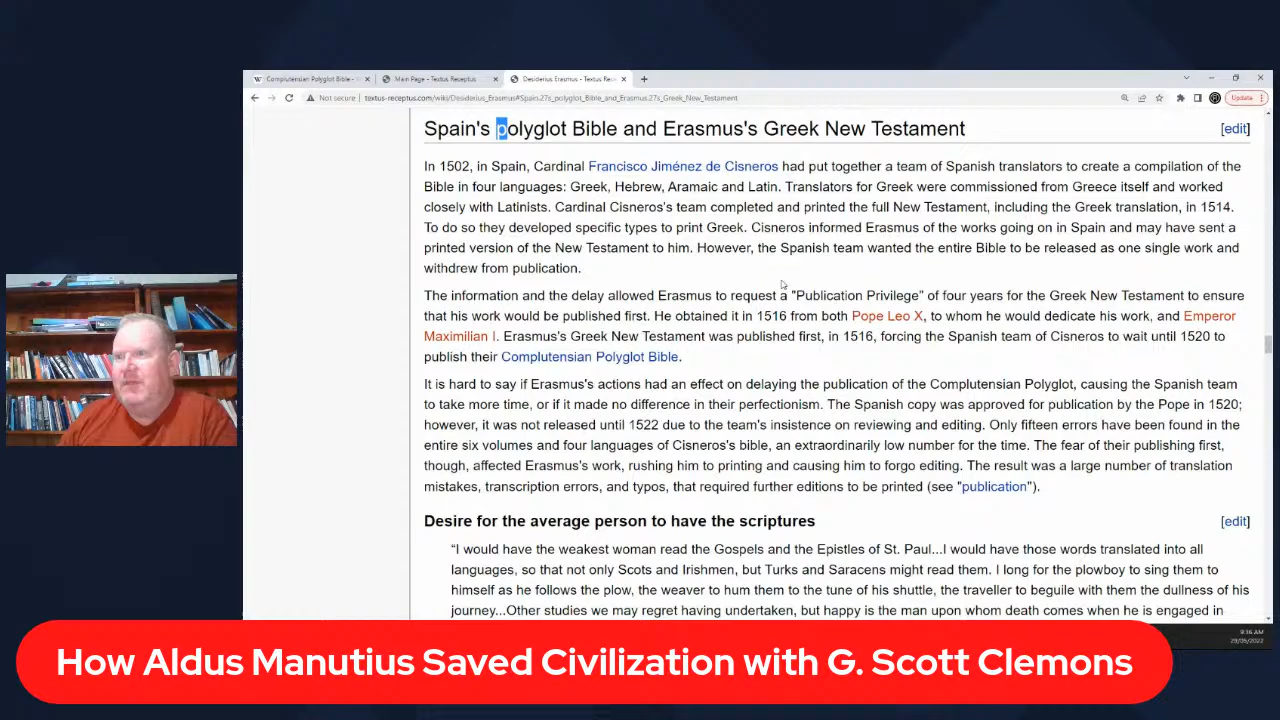 Complutensian Polyglot Bible -
Main Page - Textus Receptus
Desiderius Erasmus - Textus Rece
Not secure
textus-receptus.com/wiki/Desiderius_Erasmus#Spain.27s_polyglot_Bible_and_Erasmus.27s_Greek_New_Testament
Update
Spain's polyglot Bible and Erasmus's Greek New Testament [edit]
In 1502, in Spain, Cardinal Francisco Jiménez de Cisneros had put together a team of Spanish translators to create a compilation of the
Bible in four languages: Greek, Hebrew, Aramaic and Latin. Translators for Greek were commissioned from Greece itself and worked
closely with Latinists. Cardinal Cisneros's team completed and printed the full New Testament, including the Greek translation, in 1514.
To do so they developed specific types to print Greek. Cisneros informed Erasmus of the works going on in Spain and may have sent a
printed version of the New Testament to him. However, the Spanish team wanted the entire Bible to be released as one single work and
withdrew from publication.
The information and the delay allowed Erasmus to request a "Publication Privilege" of four years for the Greek New Testament to ensure
that his work would be published first. He obtained it in 1516 from both Pope Leo X, to whom he would dedicate his work, and Emperor
Maximilian I. Erasmus's Greek New Testament was published first, in 1516, forcing the Spanish team of Cisneros to wait until 1520 to
publish their Complutensian Polyglot Bible.
It is hard to say if Erasmus's actions had an effect on delaying the publication of the Complutensian Polyglot, causing the Spanish team
to take more time, or if it made no difference in their perfectionism. The Spanish copy was approved for publication by the Pope in 1520;
however, it was not released until 1522 due to the team's insistence on reviewing and editing. Only fifteen errors have been found in the
entire six volumes and four languages of Cisneros's bible, an extraordinarily low number for the time. The fear of their publishing first,
though, affected Erasmus's work, rushing him to printing and causing him to forgo editing. The result was a large number of translation
mistakes, transcription errors, and typos, that required further editions to be printed (see "publication").
Desire for the average person to have the scriptures [edit]
“I would have the weakest woman read the Gospels and the Epistles of St. Paul...I would have those words translated into all
languages, so that not only Scots and Irishmen, but Turks and Saracens might read them. I long for the plowboy to sing them to
himself as he follows the plow, the weaver to hum them to the tune of his shuttle, the traveller to beguile with them the dullness of his
journey...Other studies we may regret having undertaken, but happy is the man upon whom death comes when he is engaged in
9:36 AM
29/05/2022
How Aldus Manutius Saved Civilization with G. Scott Clemons